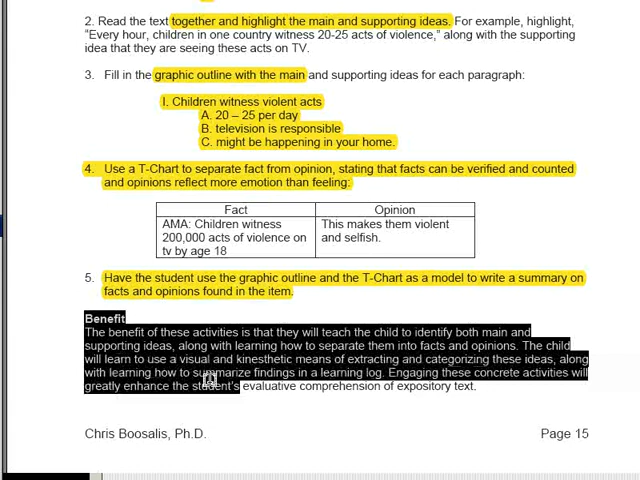 2. Read the text together and highlight the main and supporting ideas. For example, highlight,
"Every hour, children in one country witness 20-25 acts of violence," along with the supporting
idea that they are seeing these acts on TV.
3. Fill in the graphic outline with the main and supporting ideas for each paragraph:
I. Children witness violent acts
A. 20 – 25 per day
B. television is responsible
C. might be happening in your home.
4. Use a T-Chart to separate fact from opinion, stating that facts can be verified and counted
and opinions reflect more emotion than feeling:
Fact Opinion
AMA: Children witness This makes them violent
200,000 acts of violence on and selfish.
tv by age 18
5. Have the student use the graphic outline and the T-Chart as a model to write a summary on
facts and opinions found in the item.
Benefit
The benefit of these activities is that they will teach the child to identify both main and
supporting ideas, along with learning how to separate them into facts and opinions. The child
will learn to use a visual and kinesthetic means of extracting and categorizing these ideas, along
with learning how to summarize findings in a learning log. Engaging these concrete activities will
greatly enhance the student's evaluative comprehension of expository text.
Chris Boosalis, Ph.D. Page 15